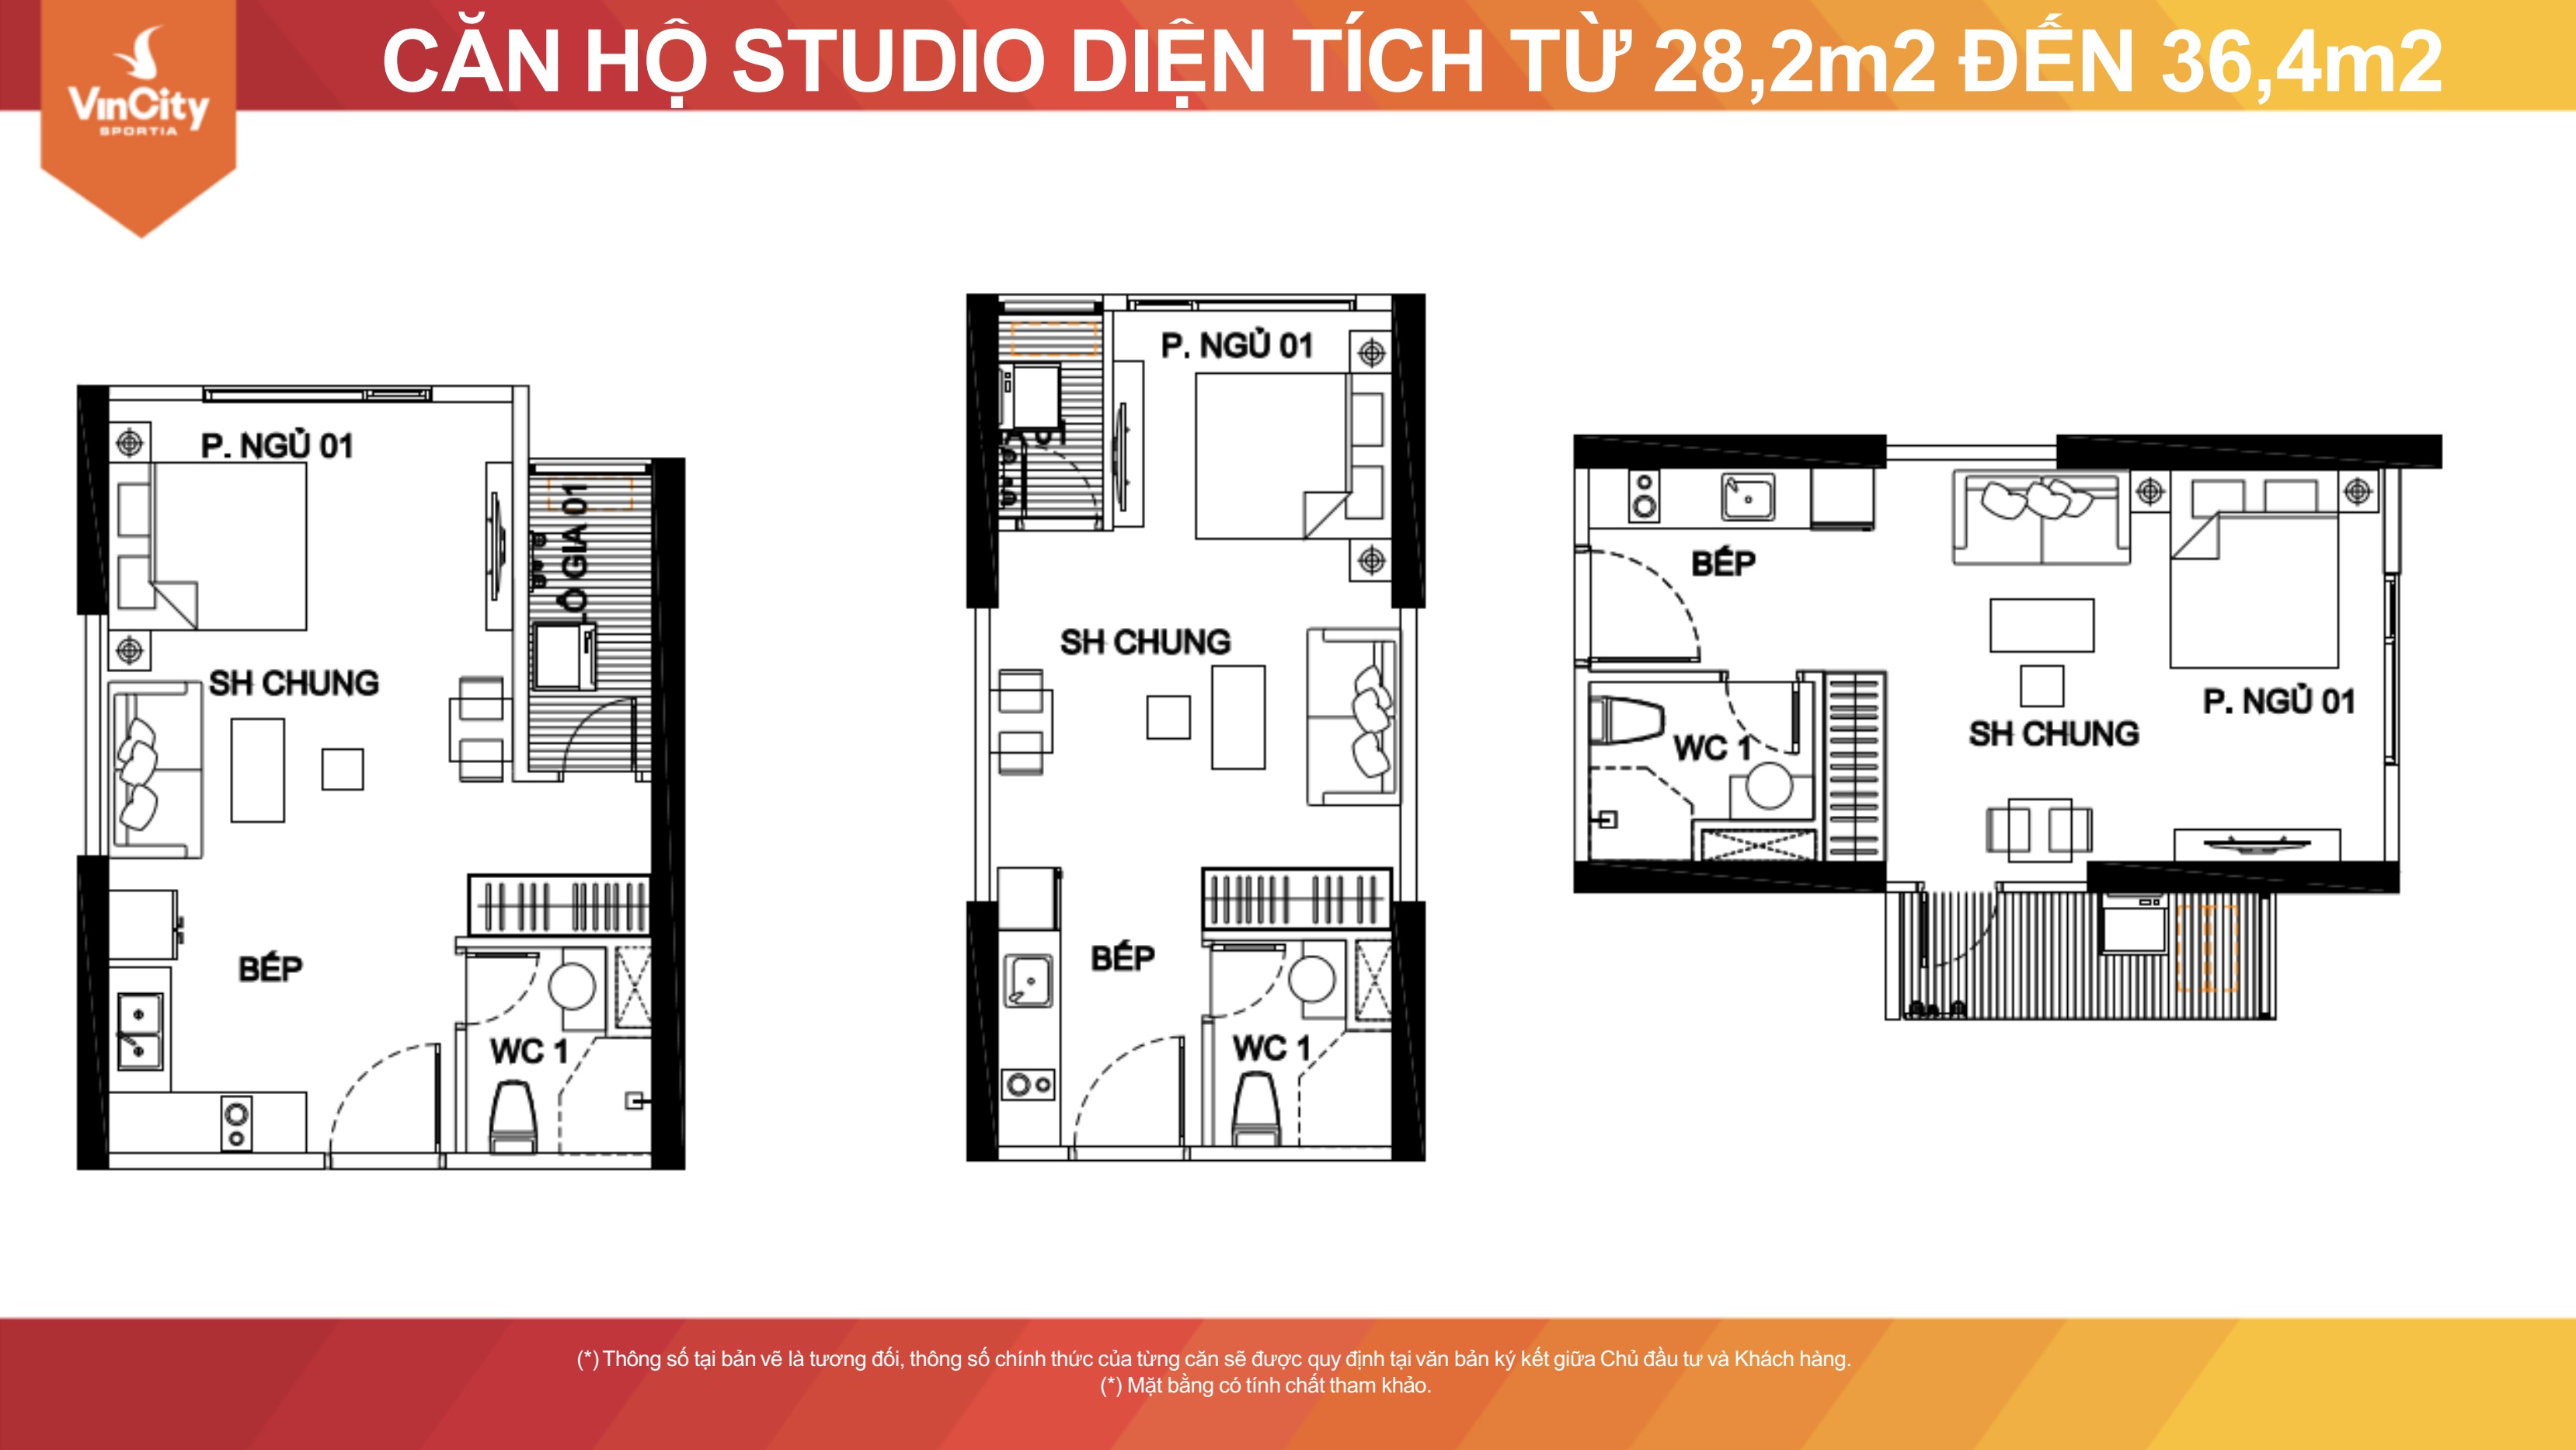 CĂN HỘ STUDIO DIỆN TÍCH TỪ 28,2m2 ĐẾN 36,4m2
VinCity
SPORTIA
P. NGỦ 01
LÔ GIA 01
SH CHUNG
BẾP
WC 1
P. NGỦ 01
SH CHUNG
BẾP
WC 1
BẾP
WC 1
SH CHUNG
P. NGỦ 01
(*) Thông số tại bản vẽ là tương đối, thông số chính thức của từng căn sẽ được quy định tại văn bản ký kết giữa Chủ đầu tư và Khách hàng.
(*) Mặt bằng có tính chất tham khảo.